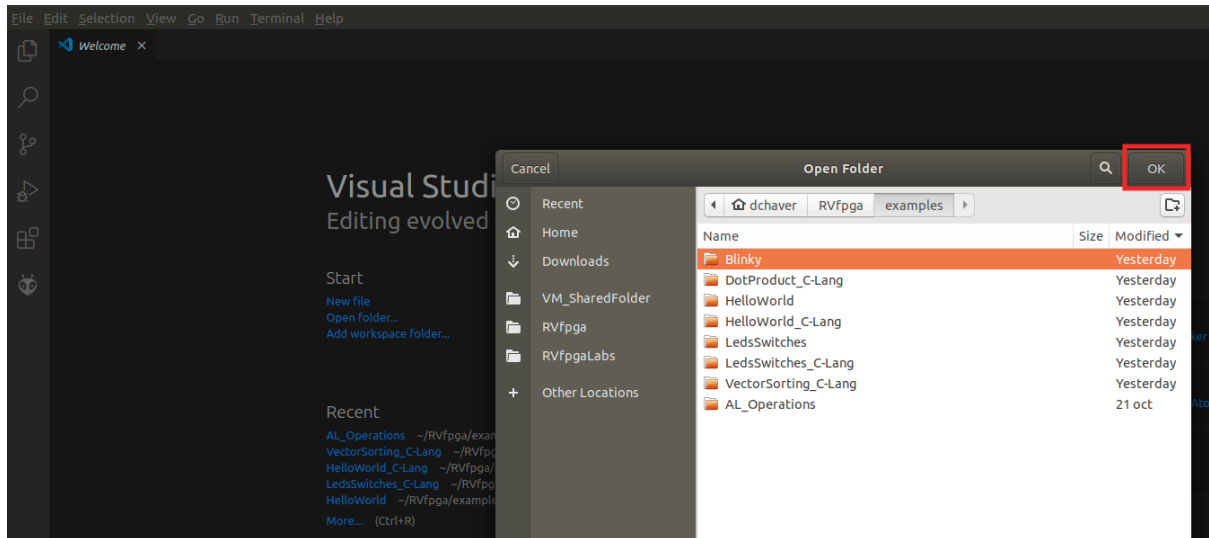 File Edit Selection View Go Run Terminal Help
Welcome
Cancel
Open Folder
OK
Visual Studi
Editing evolved
Start
New file
Open folder...
Add workspace folder...
Recent
AL_Operations ~/RVfpga/exam
VectorSorting_C-Lang ~/RVfpg
HelloWorld_C-Lang ~/RVfpga/
LedsSwitches_C-Lang ~/RVfpg
HelloWorld ~/RVfpga/example
More... (Ctrl+R)
Recent
Home
Downloads
VM_SharedFolder
RVfpga
RVfpgaLabs
+ Other Locations
dchaver RVfpga examples
Name Size Modified
Blinky Yesterday
DotProduct_C-Lang Yesterday
HelloWorld Yesterday
HelloWorld_C-Lang Yesterday
LedsSwitches Yesterday
LedsSwitches_C-Lang Yesterday
VectorSorting_C-Lang Yesterday
AL_Operations 21 oct
ker
Ato